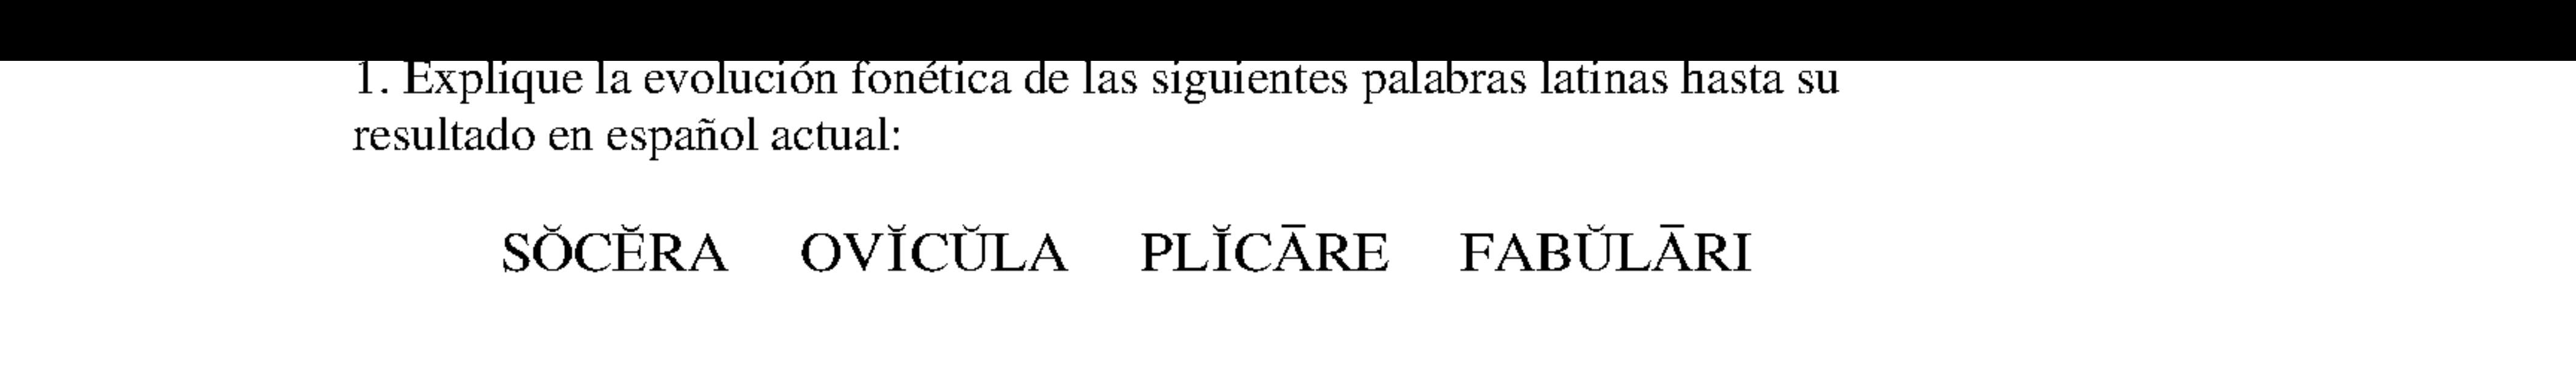 1. Explique la evolución fonética de las siguientes palabras latinas hasta su
resultado en español actual:
SŎCĔRA OVĬCŬLA PLĬCĀRE FABŬLĀRI